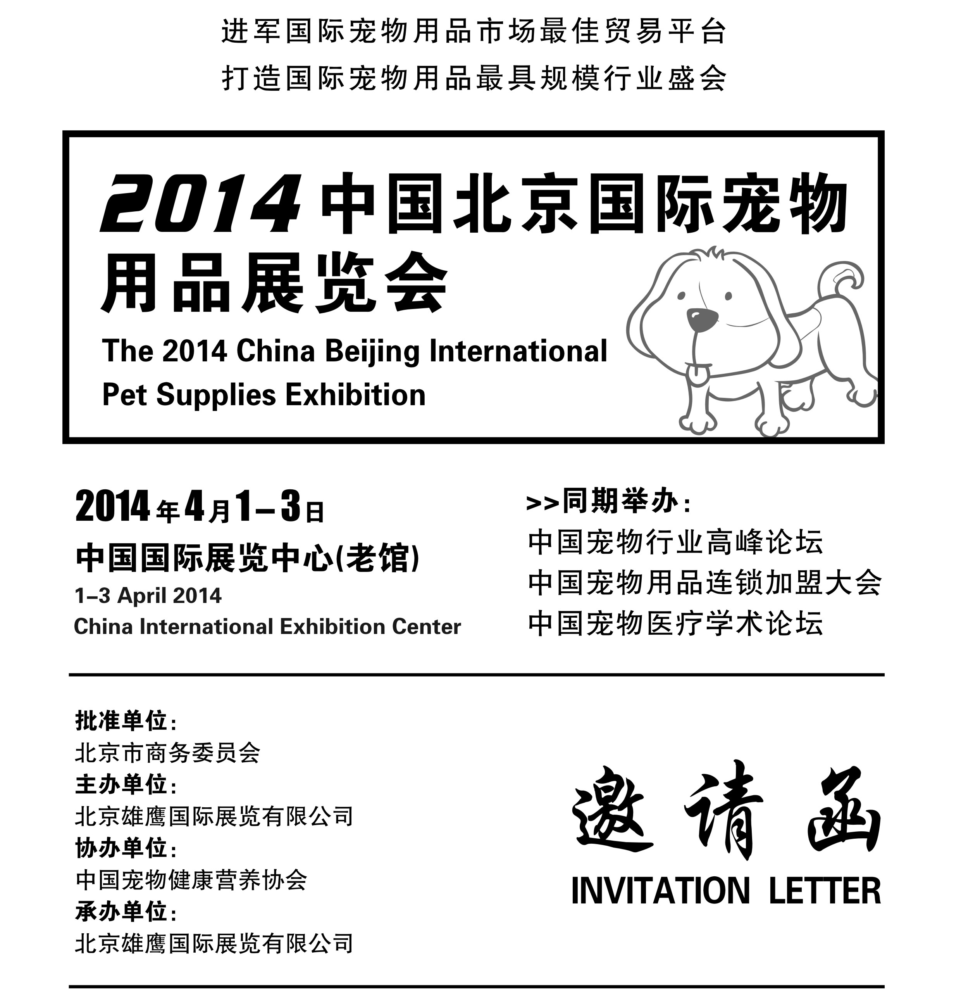 进军国际宠物用品市场最佳贸易平台
打造国际宠物用品最具规模行业盛会
2014中国北京国际宠物
用品展览会
The 2014 China Beijing International
Pet Supplies Exhibition
2014年4月1-3日
中国国际展览中心(老馆)
1-3 April 2014
China International Exhibition Center
>>同期举办:
中国宠物行业高峰论坛
中国宠物用品连锁加盟大会
中国宠物医疗学术论坛
批准单位:
北京市商务委员会
主办单位:
北京雄鹰国际展览有限公司
协办单位:
中国宠物健康营养协会
承办单位:
北京雄鹰国际展览有限公司
邀请函
INVITATION LETTER